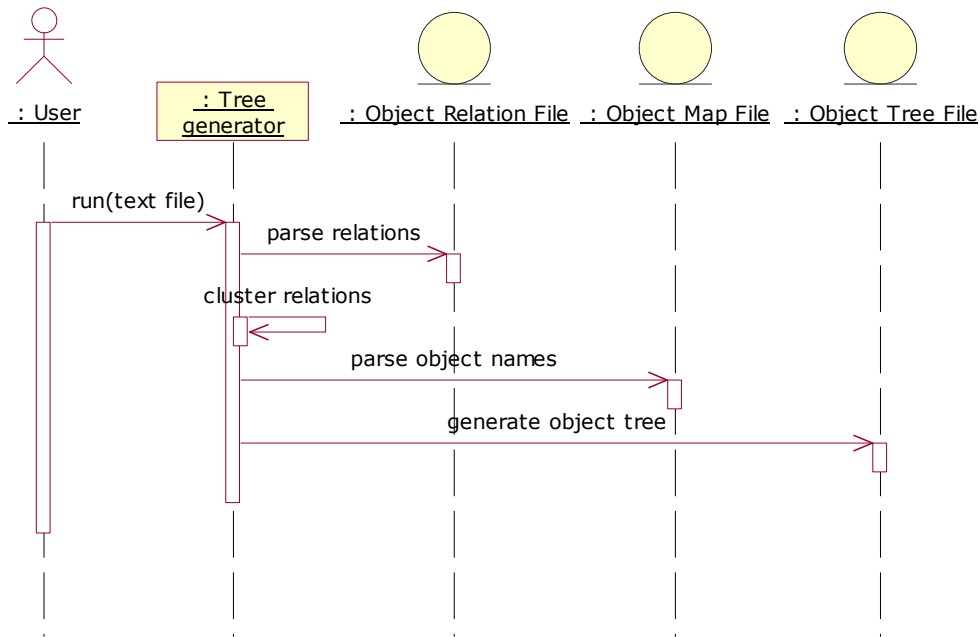 : User
: Tree
generator
: Object Relation File
: Object Map File
: Object Tree File
run(text file)
parse relations
cluster relations
parse object names
generate object tree